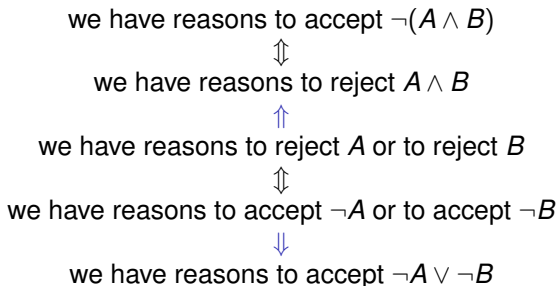 we have reasons to accept ¬(A ∧ B)
⇕
we have reasons to reject A ∧ B
⇑
we have reasons to reject A or to reject B
⇕
we have reasons to accept ¬A or to accept ¬B
⇓
we have reasons to accept ¬A ∨ ¬B